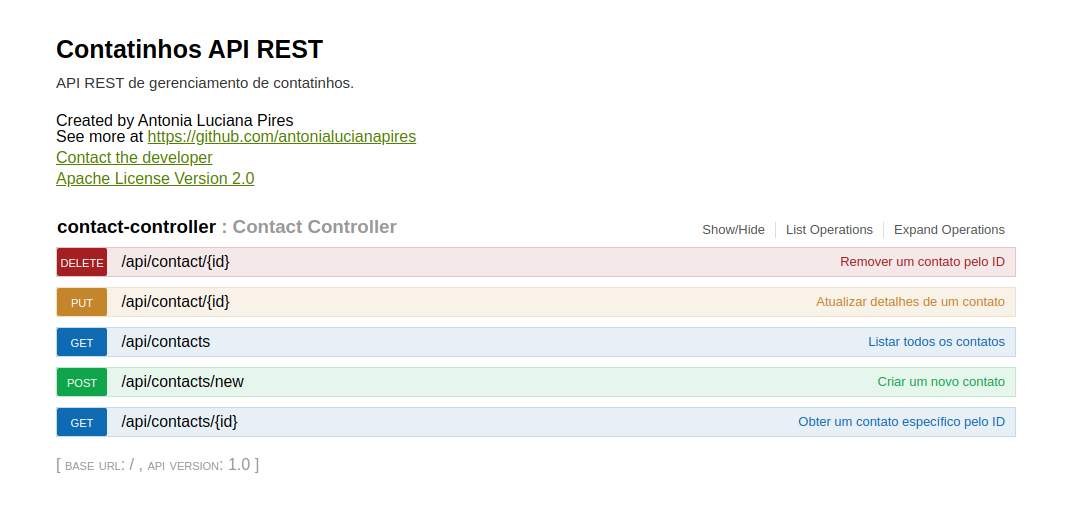 Contatinhos API REST
API REST de gerenciamento de contatinhos.
Created by Antonia Luciana Pires
See more at https://github.com/antonialucianapires
Contact the developer
Apache License Version 2.0
contact-controller : Contact Controller Show/Hide List Operations Expand Operations
DELETE /api/contact/{id} Remover um contato pelo ID
PUT /api/contact/{id} Atualizar detalhes de um contato
GET /api/contacts Listar todos os contatos
POST /api/contacts/new Criar um novo contato
GET /api/contacts/{id} Obter um contato específico pelo ID
[ BASE URL: / , API VERSION: 1.0 ]